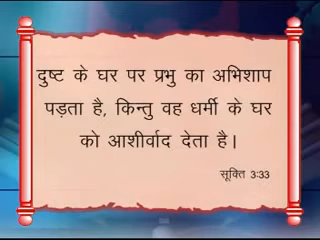 दुष्ट के घर पर प्रभु का अभिशाप
पड़ता है, किन्तु वह धर्मी के घर
को आशीर्वाद देता है।
सूक्ति 3:33